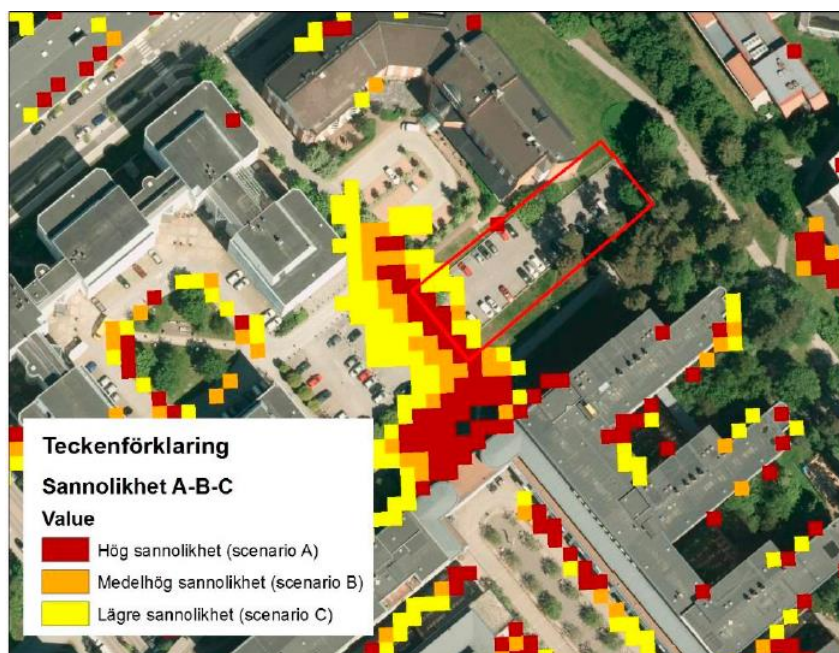 Teckenförklaring
Sannolikhet A-B-C
Value
Hög sannolikhet (scenario A)
Medelhög sannolikhet (scenario B)
Lägre sannolikhet (scenario C)